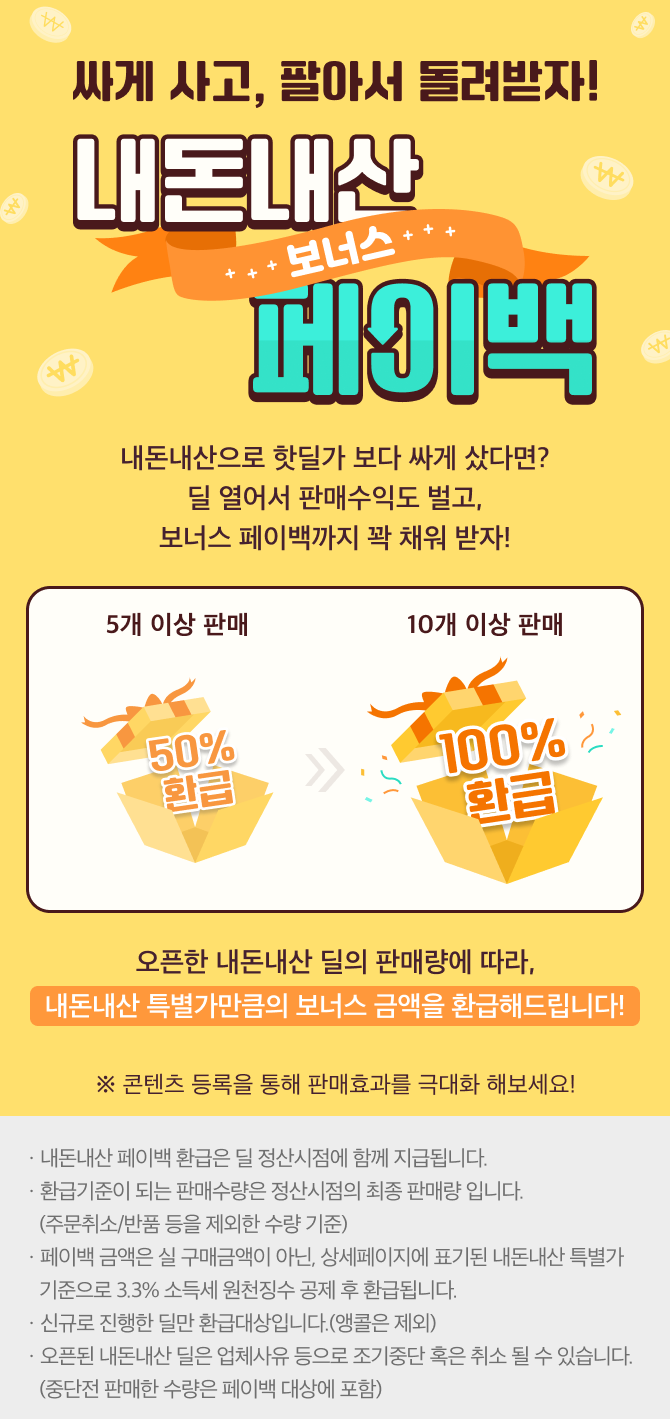 싸게 사고, 팔아서 돌려받자!
내돈내산
보너스
페이백
내돈내산으로 핫딜가 보다 싸게 샀다면?
딜 열어서 판매수익도 벌고,
보너스 페이백까지 꽉 채워 받자!
5개 이상 판매
10개 이상 판매
50%
환급
100%
환급
오픈한 내돈내산 딜의 판매량에 따라,
내돈내산 특별가만큼의 보너스 금액을 환급해드립니다!
※ 콘텐츠 등록을 통해 판매효과를 극대화 해보세요!
· 내돈내산 페이백 환급은 딜 정산시점에 함께 지급됩니다.
· 환급기준이 되는 판매수량은 정산시점의 최종 판매량 입니다.
(주문취소/반품 등을 제외한 수량 기준)
· 페이백 금액은 실 구매금액이 아닌, 상세페이지에 표기된 내돈내산 특별가
기준으로 3.3% 소득세 원천징수 공제 후 환급됩니다.
· 신규로 진행한 딜만 환급대상입니다.(앵콜은 제외)
· 오픈된 내돈내산 딜은 업체사유 등으로 조기중단 혹은 취소 될 수 있습니다.
(중단전 판매한 수량은 페이백 대상에 포함)